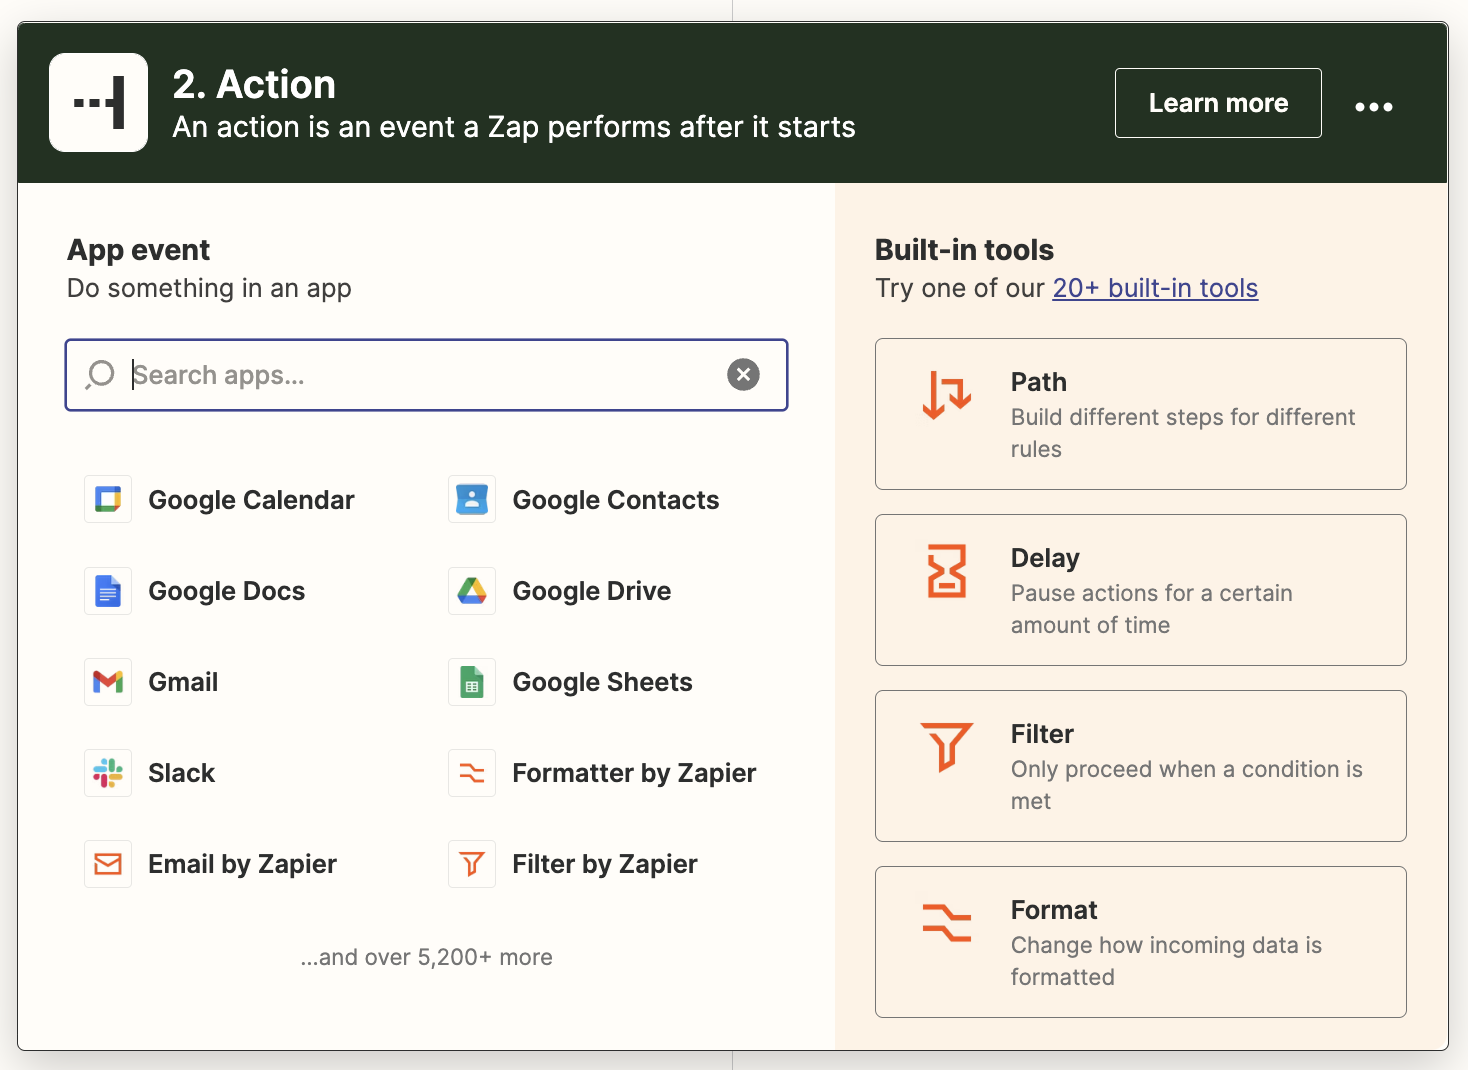 2. Action
An action is an event a Zap performs after it starts
Learn more
App event
Do something in an app
Search apps...
Google Calendar
Google Contacts
Google Docs
Google Drive
Gmail
Google Sheets
Slack
Formatter by Zapier
Email by Zapier
Filter by Zapier
...and over 5,200+ more
Built-in tools
Try one of our 20+ built-in tools
Path
Build different steps for different
rules
Delay
Pause actions for a certain
amount of time
Filter
Only proceed when a condition is
met
Format
Change how incoming data is
formatted